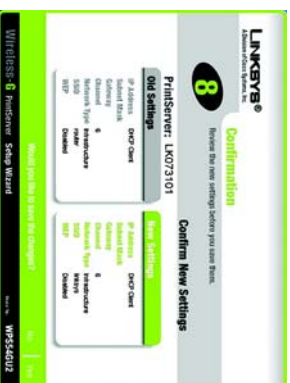 LINKSYS®
A Division of Cisco Systems, Inc.
8
Confirmation
Review the new settings before you save them.
Confirm New Settings
PrintServer: LK073101
Old Settings
IP Address DHCP Client
Subnet Mask
Gateway
Channel 6
Network Type Infrastructure
SSID router
WEP Disabled
New Settings
IP Address DHCP Client
Subnet Mask
Gateway
Channel 6
Network Type Infrastructure
SSID linksys
WEP Disabled
Would you like to save the changes?
No
Yes
Wireless-G PrintServer Setup Wizard
WPS54GU2